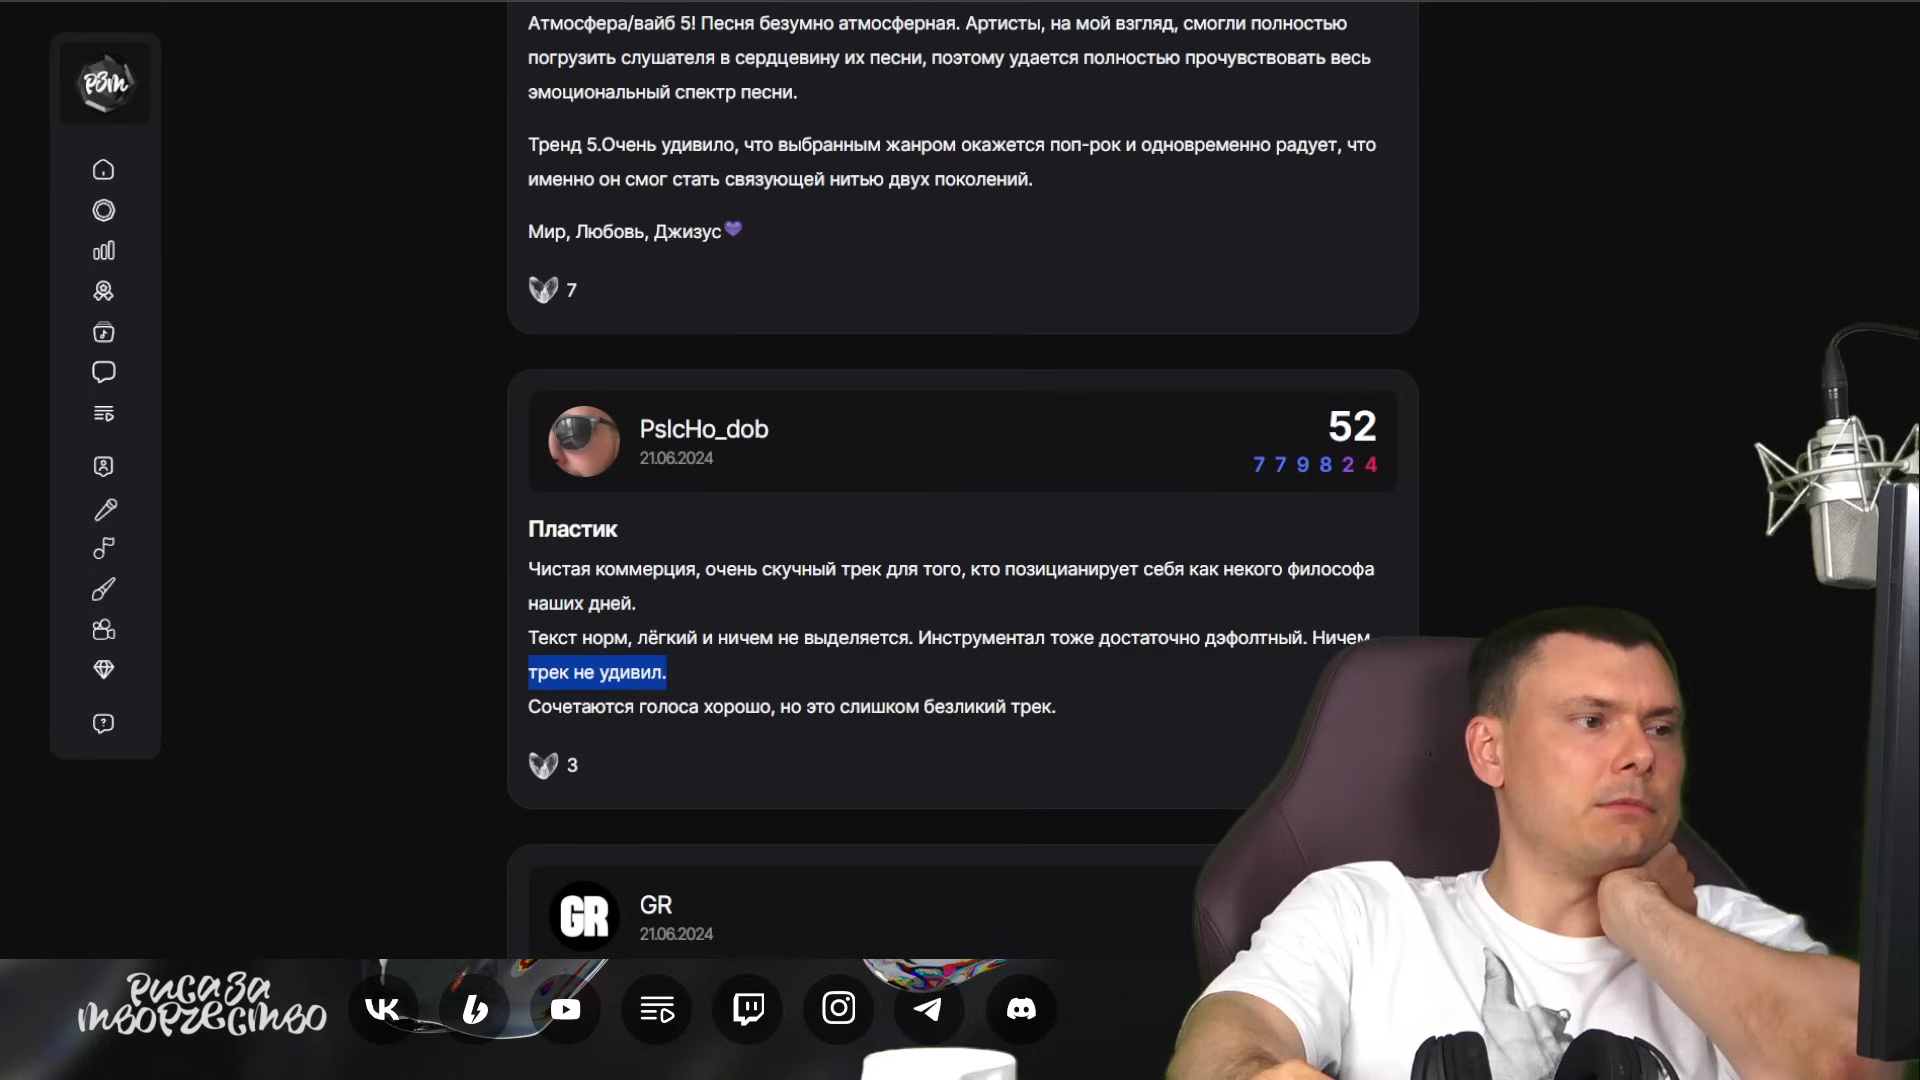 Атмосфера/вайб 5! Песня безумно атмосферная. Артисты, на мой взгляд, смогли полностью
погрузить слушателя в сердцевину их песни, поэтому удается полностью прочувствовать весь
эмоциональный спектр песни.
Тренд 5.Очень удивило, что выбранным жанром окажется поп-рок и одновременно радует, что
именно он смог стать связующей нитью двух поколений.
Мир, Любовь, Джизус💜
7
РЗТ
PsIcHo_dob
21.06.2024
52
7 7 9 8 2 4
Пластик
Чистая коммерция, очень скучный трек для того, кто позицианирует себя как некого философа
наших дней.
Текст норм, лёгкий и ничем не выделяется. Инструментал тоже достаточно дэфолтный. Ничем
трек не удивил.
Сочетаются голоса хорошо, но это слишком безликий трек.
3
GR
GR
21.06.2024
риса за
творчество